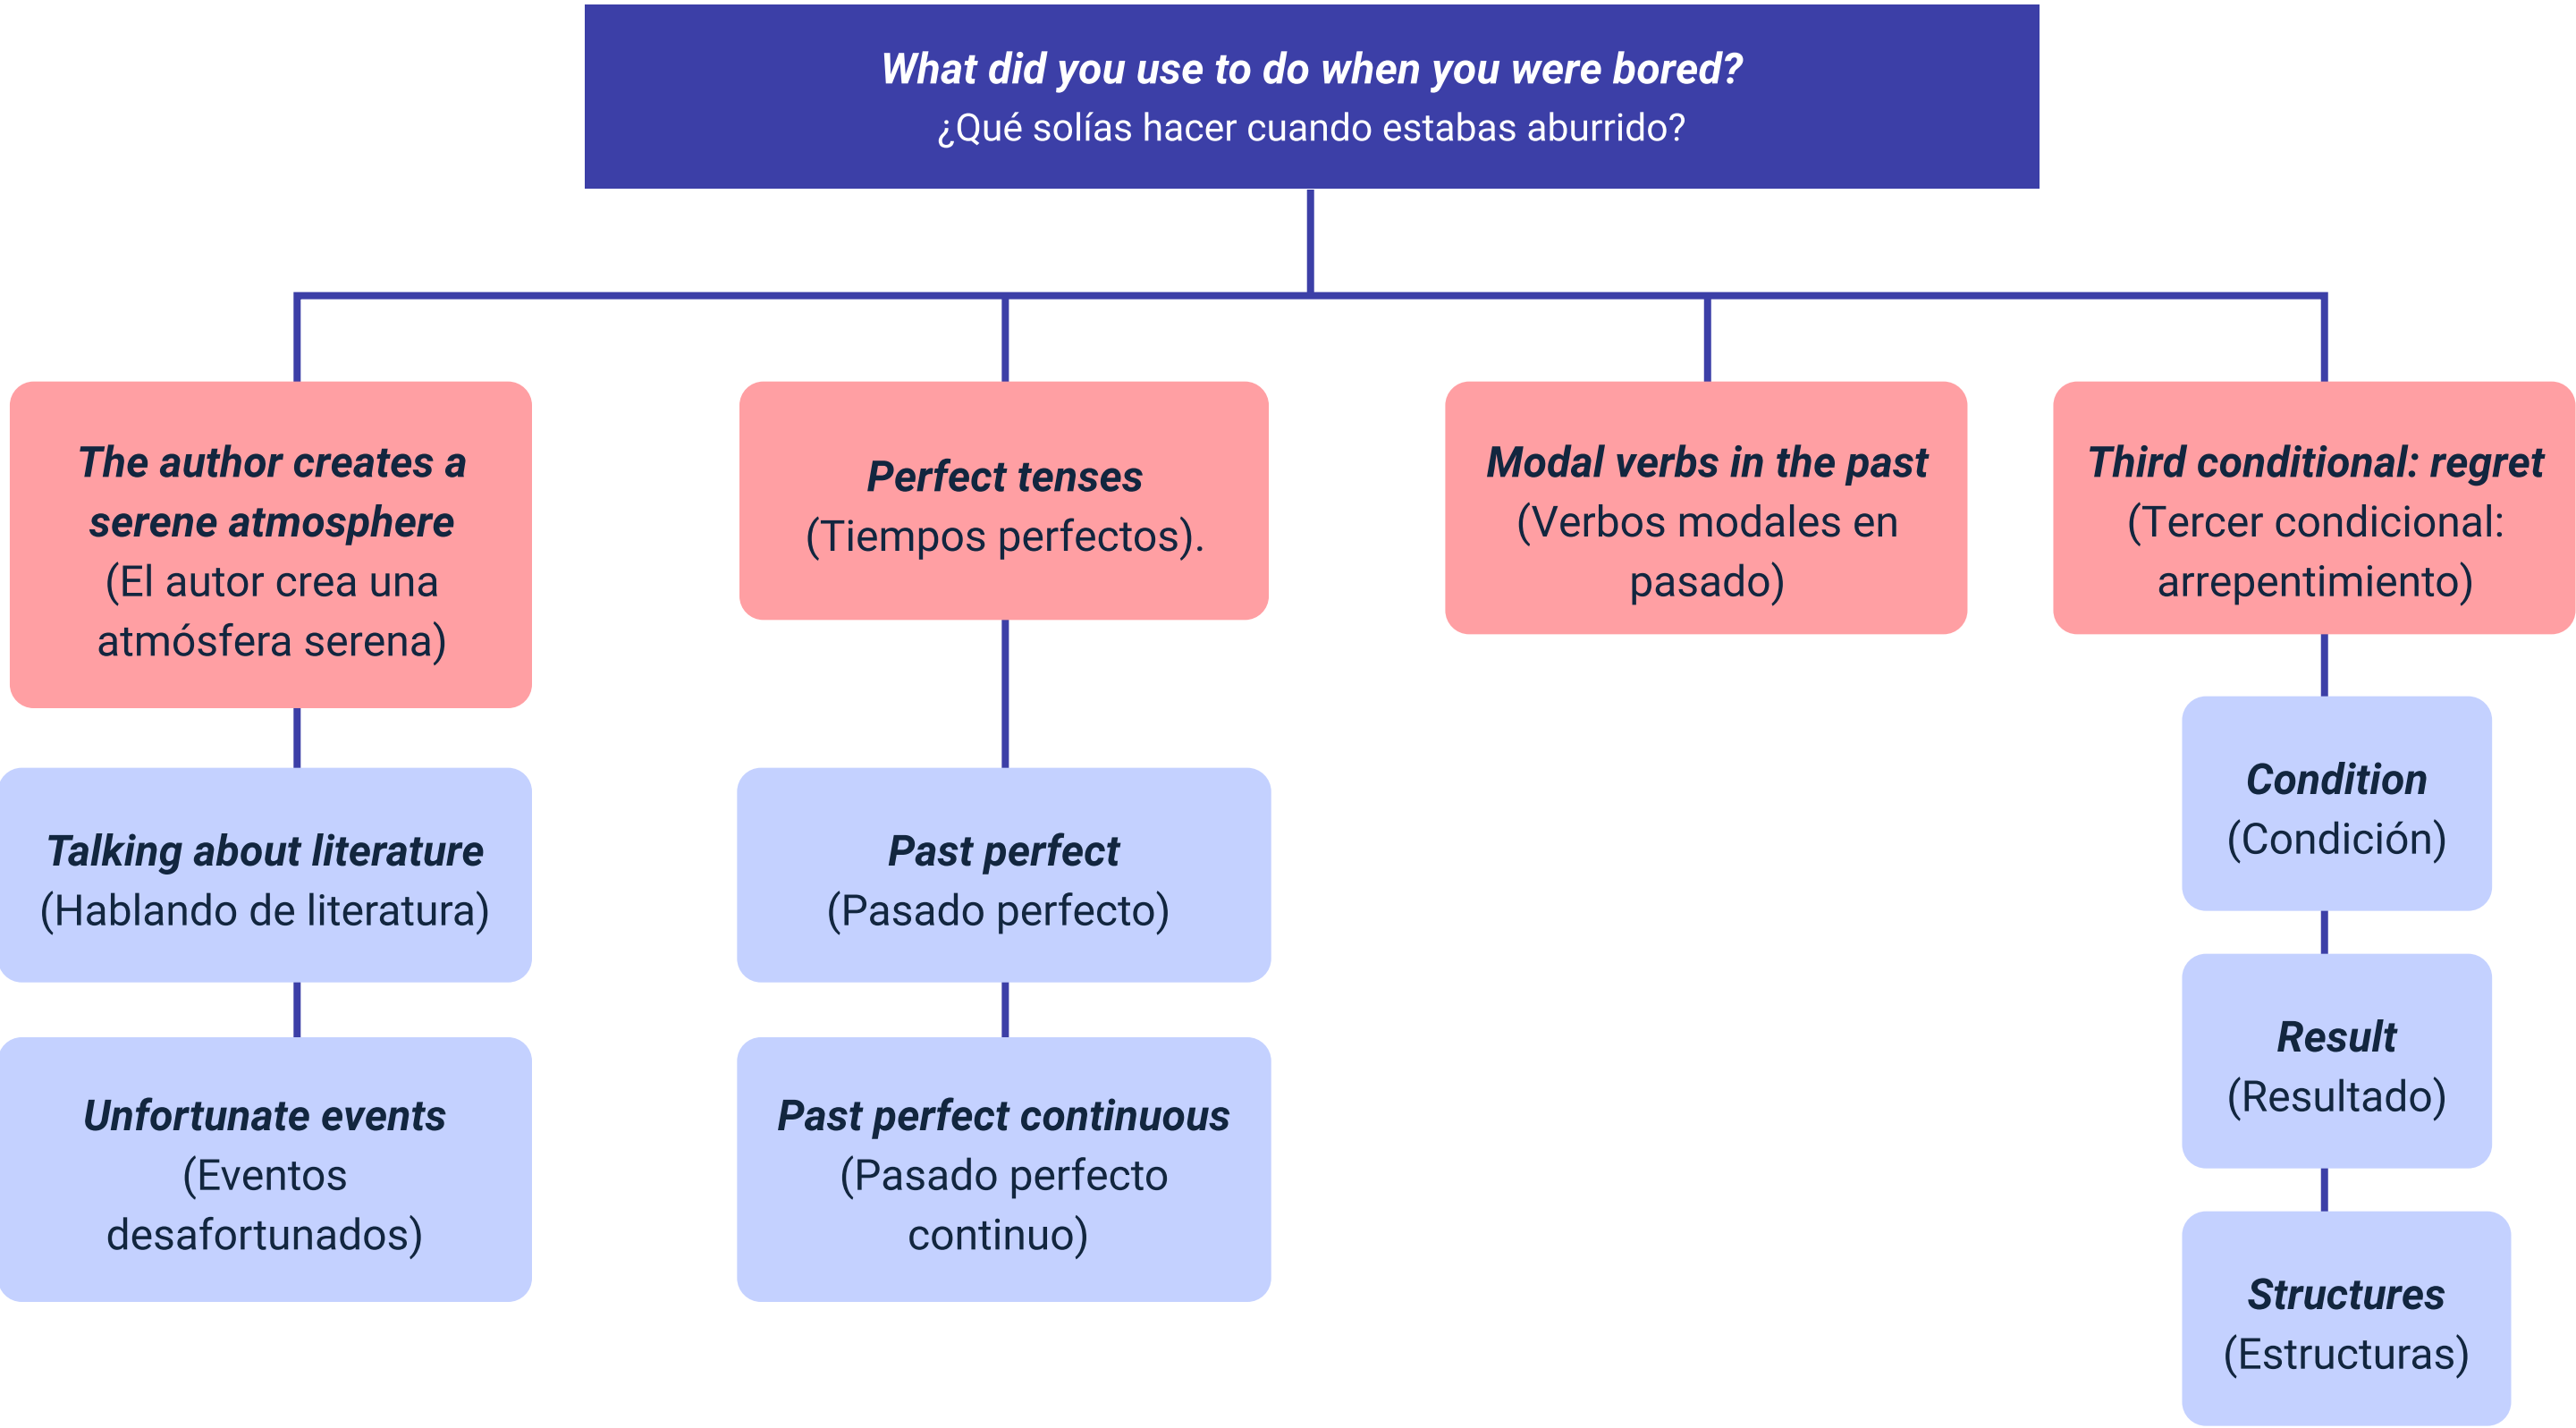 What did you use to do when you were bored?
¿Qué solías hacer cuando estabas aburrido?
The author creates a
serene atmosphere
(El autor crea una
atmósfera serena)
Talking about literature
(Hablando de literatura)
Unfortunate events
(Eventos
desafortunados)
Perfect tenses
(Tiempos perfectos).
Past perfect
(Pasado perfecto)
Past perfect continuous
(Pasado perfecto
continuo)
Modal verbs in the past
(Verbos modales en
pasado)
Third conditional: regret
(Tercer condicional:
arrepentimiento)
Condition
(Condición)
Result
(Resultado)
Structures
(Estructuras)